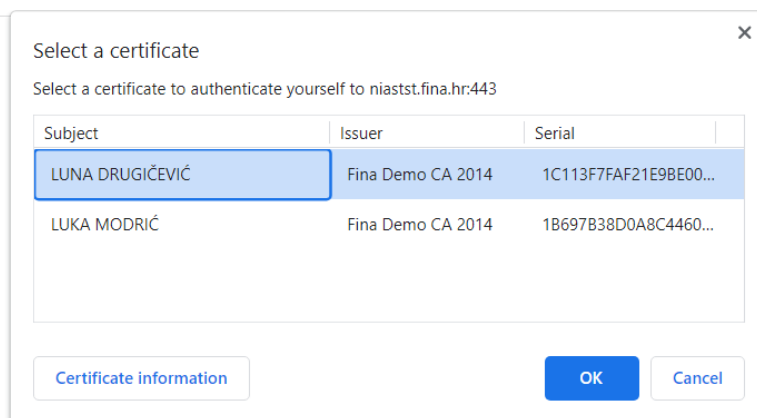 Select a certificate
Select a certificate to authenticate yourself to niastst.fina.hr:443
Subject Issuer Serial
LUNA DRUGIČEVIĆ Fina Demo CA 2014 1C113F7FAF21E9BE00...
LUKA MODRIĆ Fina Demo CA 2014 1B697B38D0A8C4460...
Certificate information OK Cancel